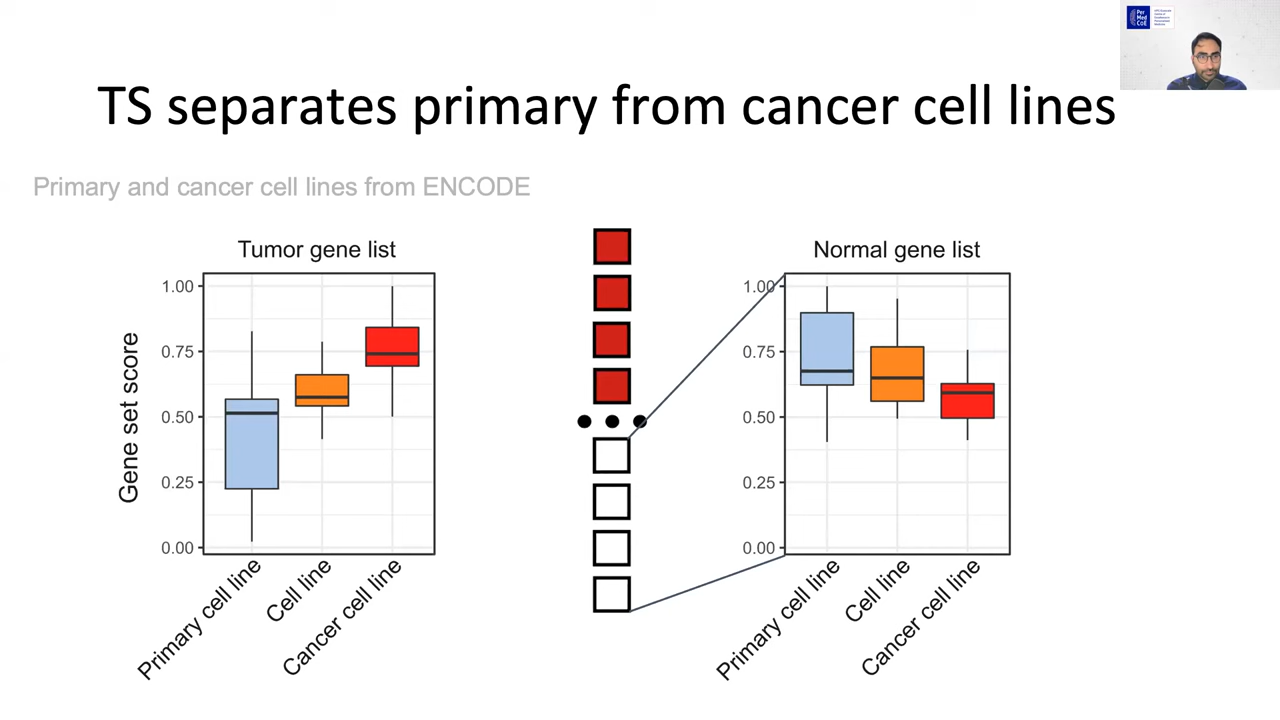 Per
Med
CoE
TS separates primary from cancer cell lines
Primary and cancer cell lines from ENCODE
Tumor gene list
Gene set score
1.00
0.75
0.50
0.25
0.00
Primary cell line
Cell line
Cancer cell line
Normal gene list
1.00
0.75
0.50
0.25
0.00
Primary cell line
Cell line
Cancer cell line